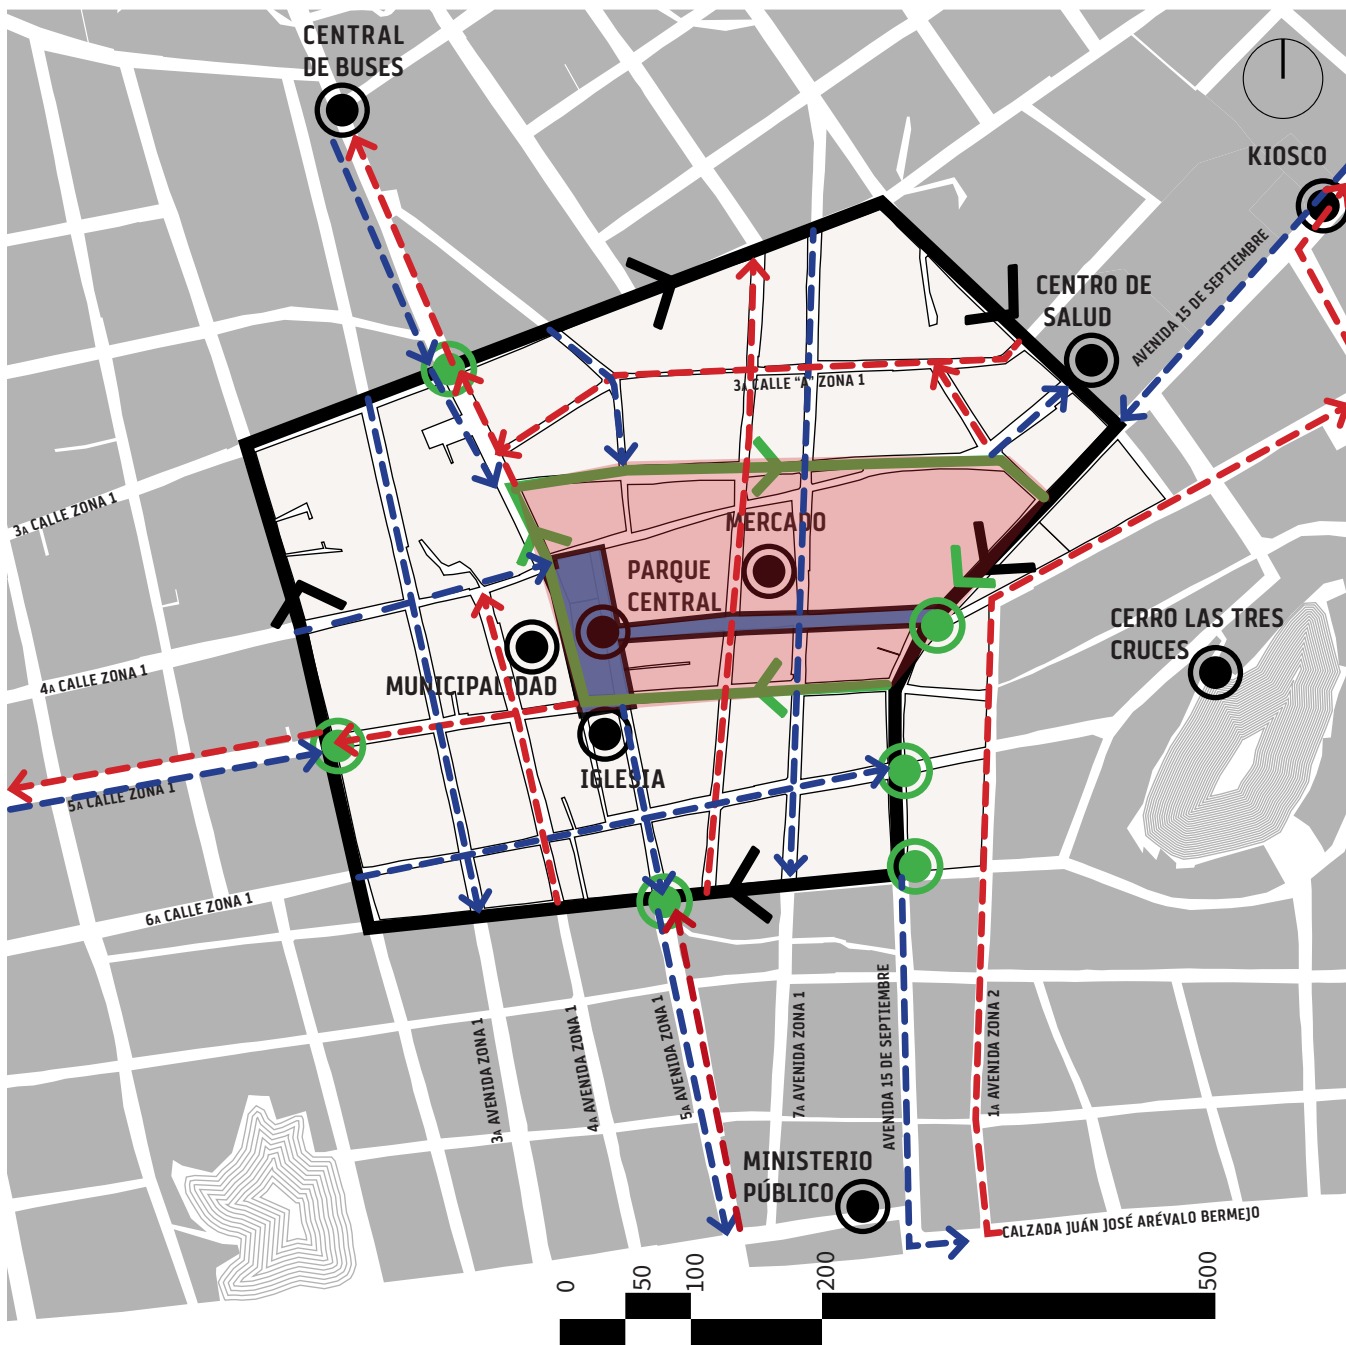 CENTRAL
DE BUSES
KIOSCO
AVENIDA 15 DE SEPTIEMBRE
CENTRO DE
SALUD
3A CALLE "A" ZONA 1
3A CALLE ZONA 1
MERCADO
PARQUE
CENTRAL
CERRO LAS TRES
CRUCES
4A CALLE ZONA 1
MUNICIPALIDAD
IGLESIA
5A CALLE ZONA 1
6A CALLE ZONA 1
3A AVENIDA ZONA 1
4A AVENIDA ZONA 1
5A AVENIDA ZONA 1
7A AVENIDA ZONA 1
AVENIDA 15 DE SEPTIEMBRE
1A AVENIDA ZONA 2
MINISTERIO
PÚBLICO
CALZADA JUÁN JOSÉ ARÉVALO BERMEJO
0
50
100
200
500